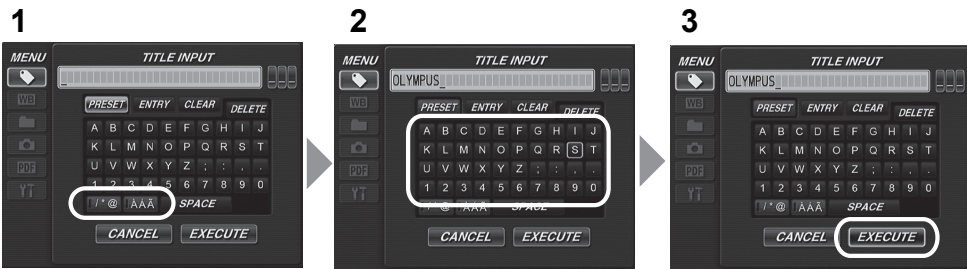 1
MENU
TITLE INPUT
_
WB
PRESET ENTRY CLEAR DELETE
A B C D E F G H I J
K L M N O P Q R S T
U V W X Y Z ; : , .
PDF
1 2 3 4 5 6 7 8 9 0
!/*@ ÀÁÃ SPACE
CANCEL EXECUTE
2
MENU
TITLE INPUT
OLYMPUS_
WB
PRESET ENTRY CLEAR DELETE
A B C D E F G H I J
K L M N O P Q R S T
U V W X Y Z ; : , .
PDF
1 2 3 4 5 6 7 8 9 0
!/*@ ÀÁÃ SPACE
CANCEL EXECUTE
3
MENU
TITLE INPUT
OLYMPUS_
WB
PRESET ENTRY CLEAR DELETE
A B C D E F G H I J
K L M N O P Q R S T
U V W X Y Z ; : , .
PDF
1 2 3 4 5 6 7 8 9 0
!/*@ ÀÁÃ SPACE
CANCEL EXECUTE